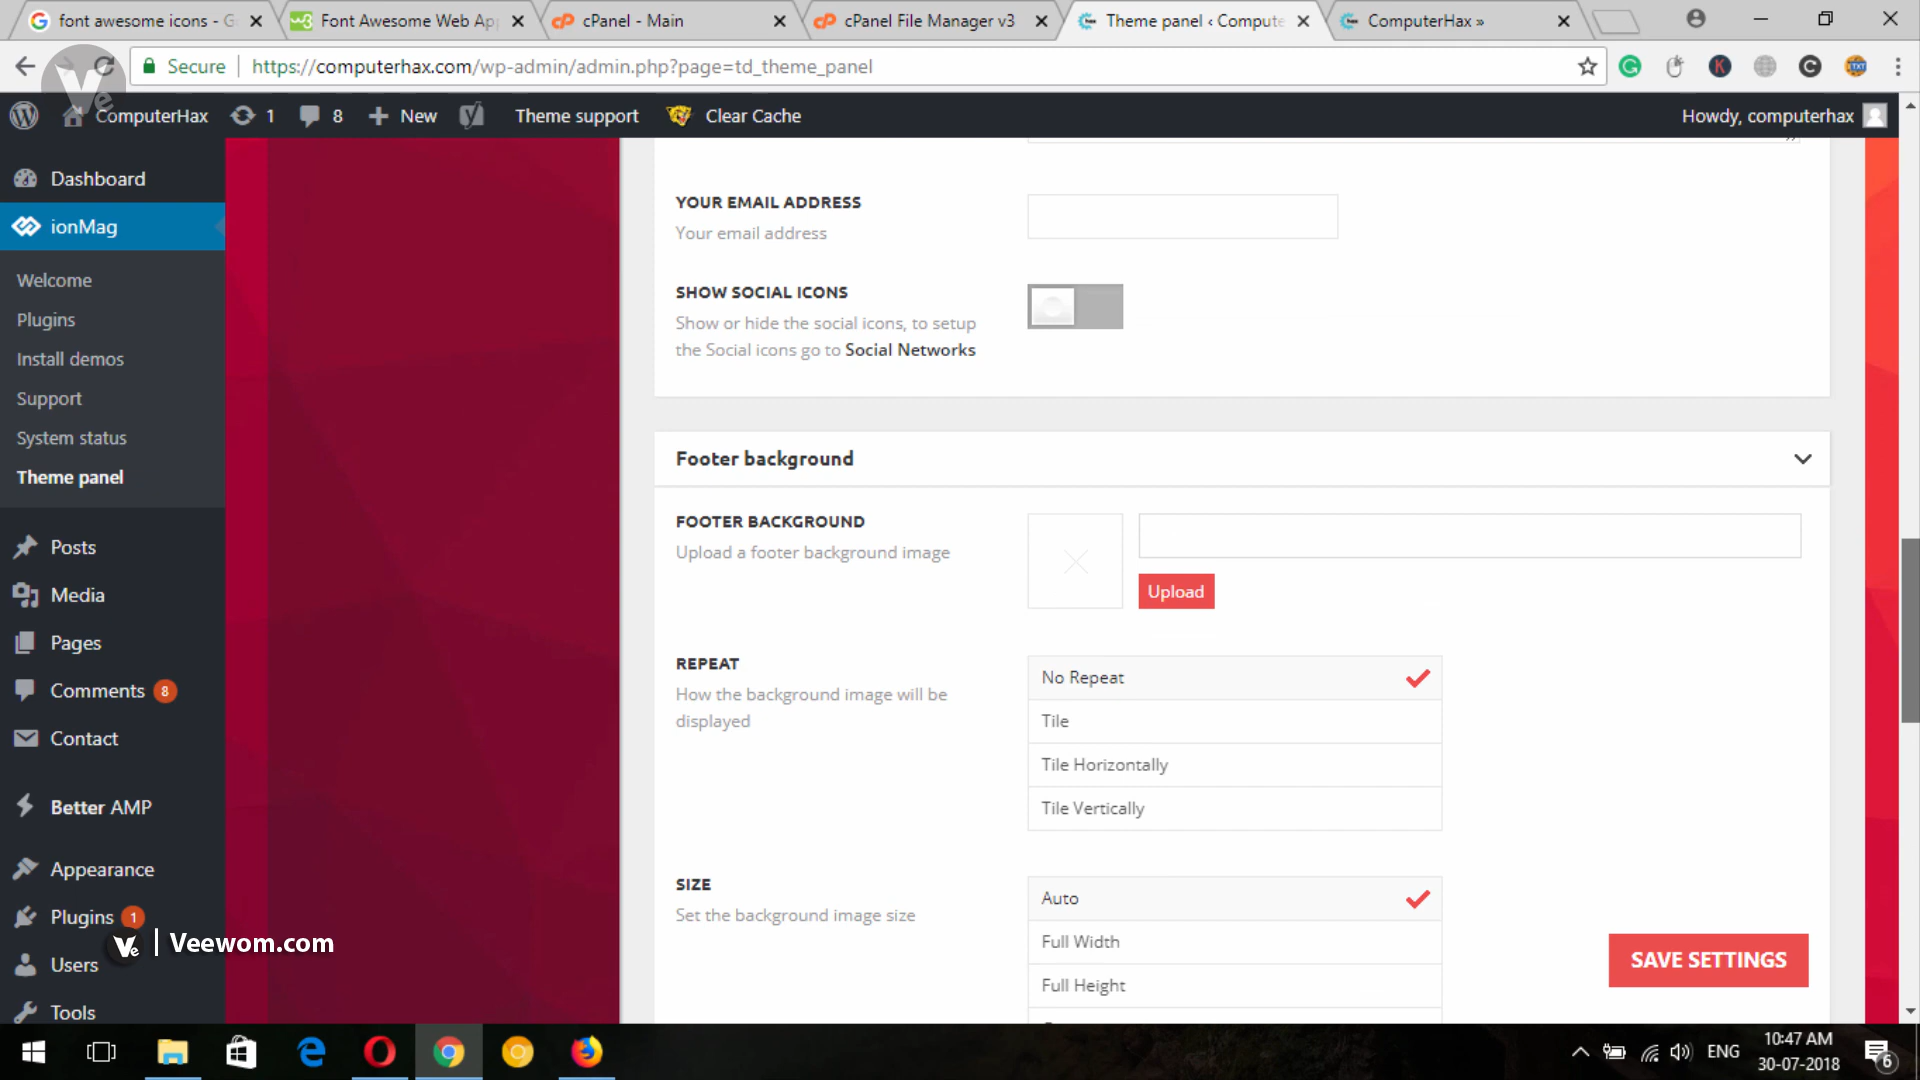 font awesome icons - G
Font Awesome Web App
cPanel - Main
cPanel File Manager v3
Theme panel ‹ Compute
ComputerHax »
Secure
https://computerhax.com/wp-admin/admin.php?page=td_theme_panel
ComputerHax
1
8
New
Theme support
Clear Cache
Howdy, computerhax
Dashboard
ionMag
Welcome
Plugins
Install demos
Support
System status
Theme panel
Posts
Media
Pages
Comments 8
Contact
Better AMP
Appearance
Plugins 1
Users
Tools
Ve | Veewom.com
YOUR EMAIL ADDRESS
Your email address
SHOW SOCIAL ICONS
Show or hide the social icons, to setup
the Social icons go to Social Networks
Footer background
FOOTER BACKGROUND
Upload a footer background image
Upload
REPEAT
How the background image will be
displayed
No Repeat
Tile
Tile Horizontally
Tile Vertically
SIZE
Set the background image size
Auto
Full Width
Full Height
SAVE SETTINGS
ENG
10:47 AM
30-07-2018
6